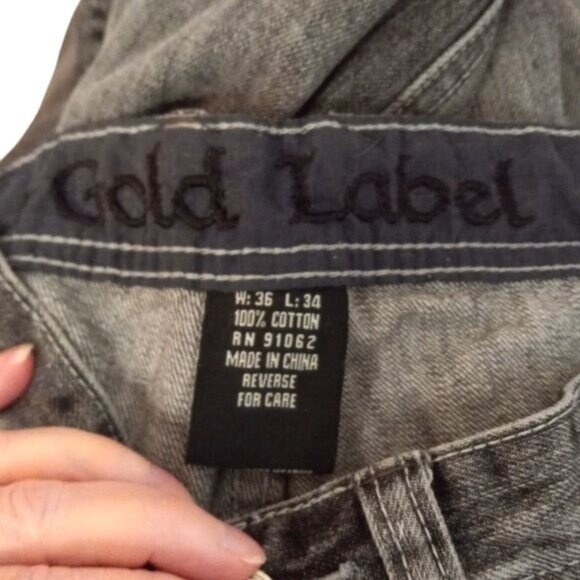 Gold Label
W: 36 L: 34
100% COTTON
RN 91062
MADE IN CHINA
REVERSE
FOR CARE